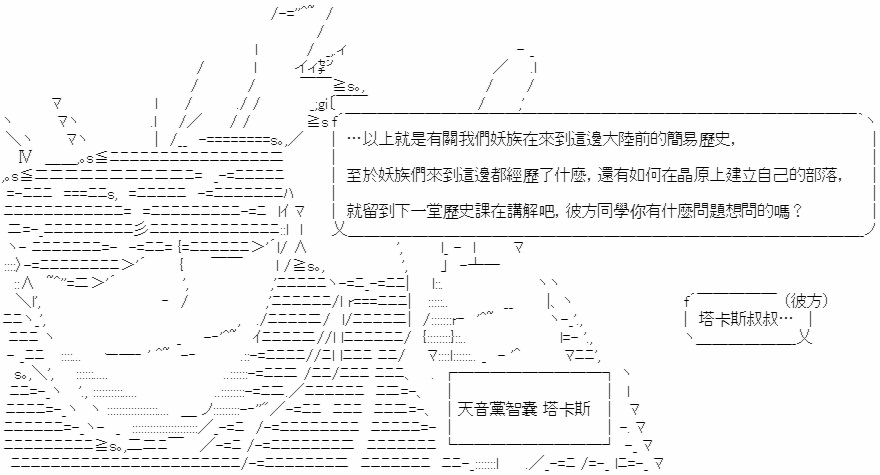 …以上就是有關我們妖族在來到這邊大陸前的簡易歷史,
至於妖族們來到這邊都經歷了什麼, 還有如何在晶原上建立自己的部落,
就留到下一堂歷史課在講解吧, 彼方同學你有什麼問題想問的嗎?
(彼方)
塔卡斯叔叔…
天音黨智囊 塔卡斯